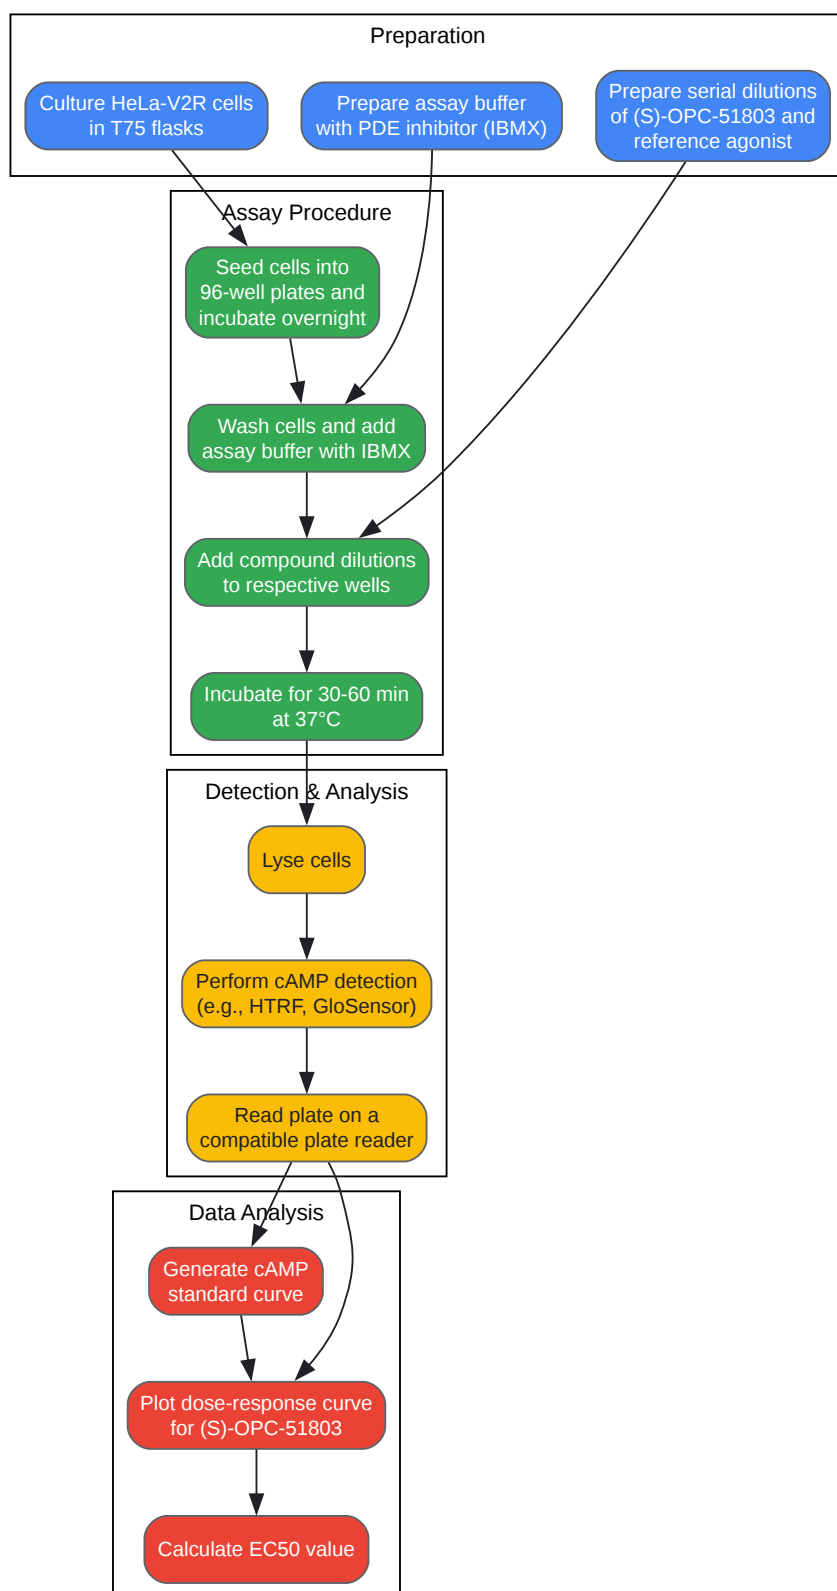 Preparation
Culture HeLa-V2R cells
in T75 flasks
Prepare assay buffer
with PDE inhibitor (IBMX)
Prepare serial dilutions
of (S)-OPC-51803 and
reference agonist
Assay Procedure
Seed cells into
96-well plates and
incubate overnight
Wash cells and add
assay buffer with IBMX
Add compound dilutions
to respective wells
Incubate for 30-60 min
at 37°C
Detection & Analysis
Lyse cells
Perform cAMP detection
(e.g., HTRF, GloSensor)
Read plate on a
compatible plate reader
Data Analysis
Generate cAMP
standard curve
Plot dose-response curve
for (S)-OPC-51803
Calculate EC50 value